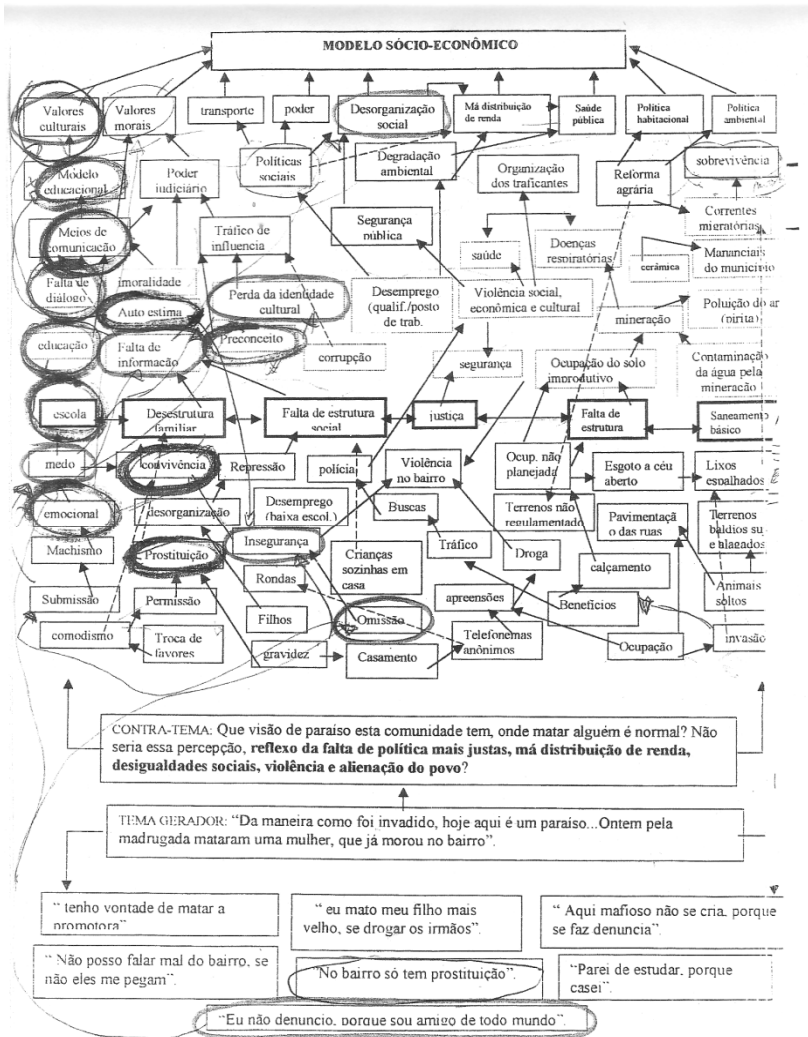 MODELO SÓCIO-ECONÔMICO
Valores
culturais
Valores
morais
transporte
poder
Desorganização
social
Má distribuição
de renda
Saúde
pública
Política
habitacional
Política
ambiental
Modelo
educacional
Poder
judiciário
Políticas
sociais
Degradação
ambiental
Organização
dos traficantes
Reforma
agrária
sobrevivência
Meios de
comunicação
Tráfico de
influencia
Segurança
pública
saúde
Doenças
respiratórias
Correntes
migratórias
cerâmica
Mananciais
do município
Falta de
diálogo
imoralidade
Auto estima
Perda da identidade
cultural
Desemprego
(qualif./posto
de trab.
Violência social,
econômica e cultural
mineração
Poluição do ar
(pirita)
educação
Falta de
informação
Preconceito
corrupção
segurança
Ocupação do solo
improdutivo
Contaminação
da água pela
mineração
escola
Desestrutura
familiar
Falta de estrutura
social
justiça
Falta de
estrutura
Saneamento
básico
medo
convivência
Repressão
polícia
Violência
no bairro
Ocup. não
planejada
Esgoto a céu
aberto
Lixos
espalhados
emocional
desorganização
Desemprego
(baixa escol.)
Buscas
Terrenos não
regulamentado
Pavimentaçã
o das ruas
Terrenos
baldios su
e alagados
Machismo
Prostituição
Insegurança
Crianças
sozinhas em
casa
Tráfico
Droga
calçamento
Animais
soltos
Submissão
Permissão
Rondas
apreensões
Benefícios
comodismo
Troca de
favores
Filhos
Omissão
Telefonemas
anônimos
Ocupação
invasão
gravidez
Casamento
CONTRA-TEMA: Que visão de paraíso esta comunidade tem, onde matar alguém é normal? Não
seria essa percepção, reflexo da falta de política mais justas, má distribuição de renda,
desigualdades sociais, violência e alienação do povo?
TEMA GERADOR: “Da maneira como foi invadido, hoje aqui é um paraiso...Ontem pela
madrugada mataram uma mulher, que já morou no bairro”.
“ tenho vontade de matar a
promotora”
“ eu mato meu filho mais
velho, se drogar os irmãos”.
“ Aqui mafioso não se cria, porque
se faz denuncia”.
“ Não posso falar mal do bairro, se
não eles me pegam”.
“No bairro só tem prostituição”.
“Parei de estudar, porque
casei”.
“Eu não denuncio, porque sou amigo de todo mundo”.